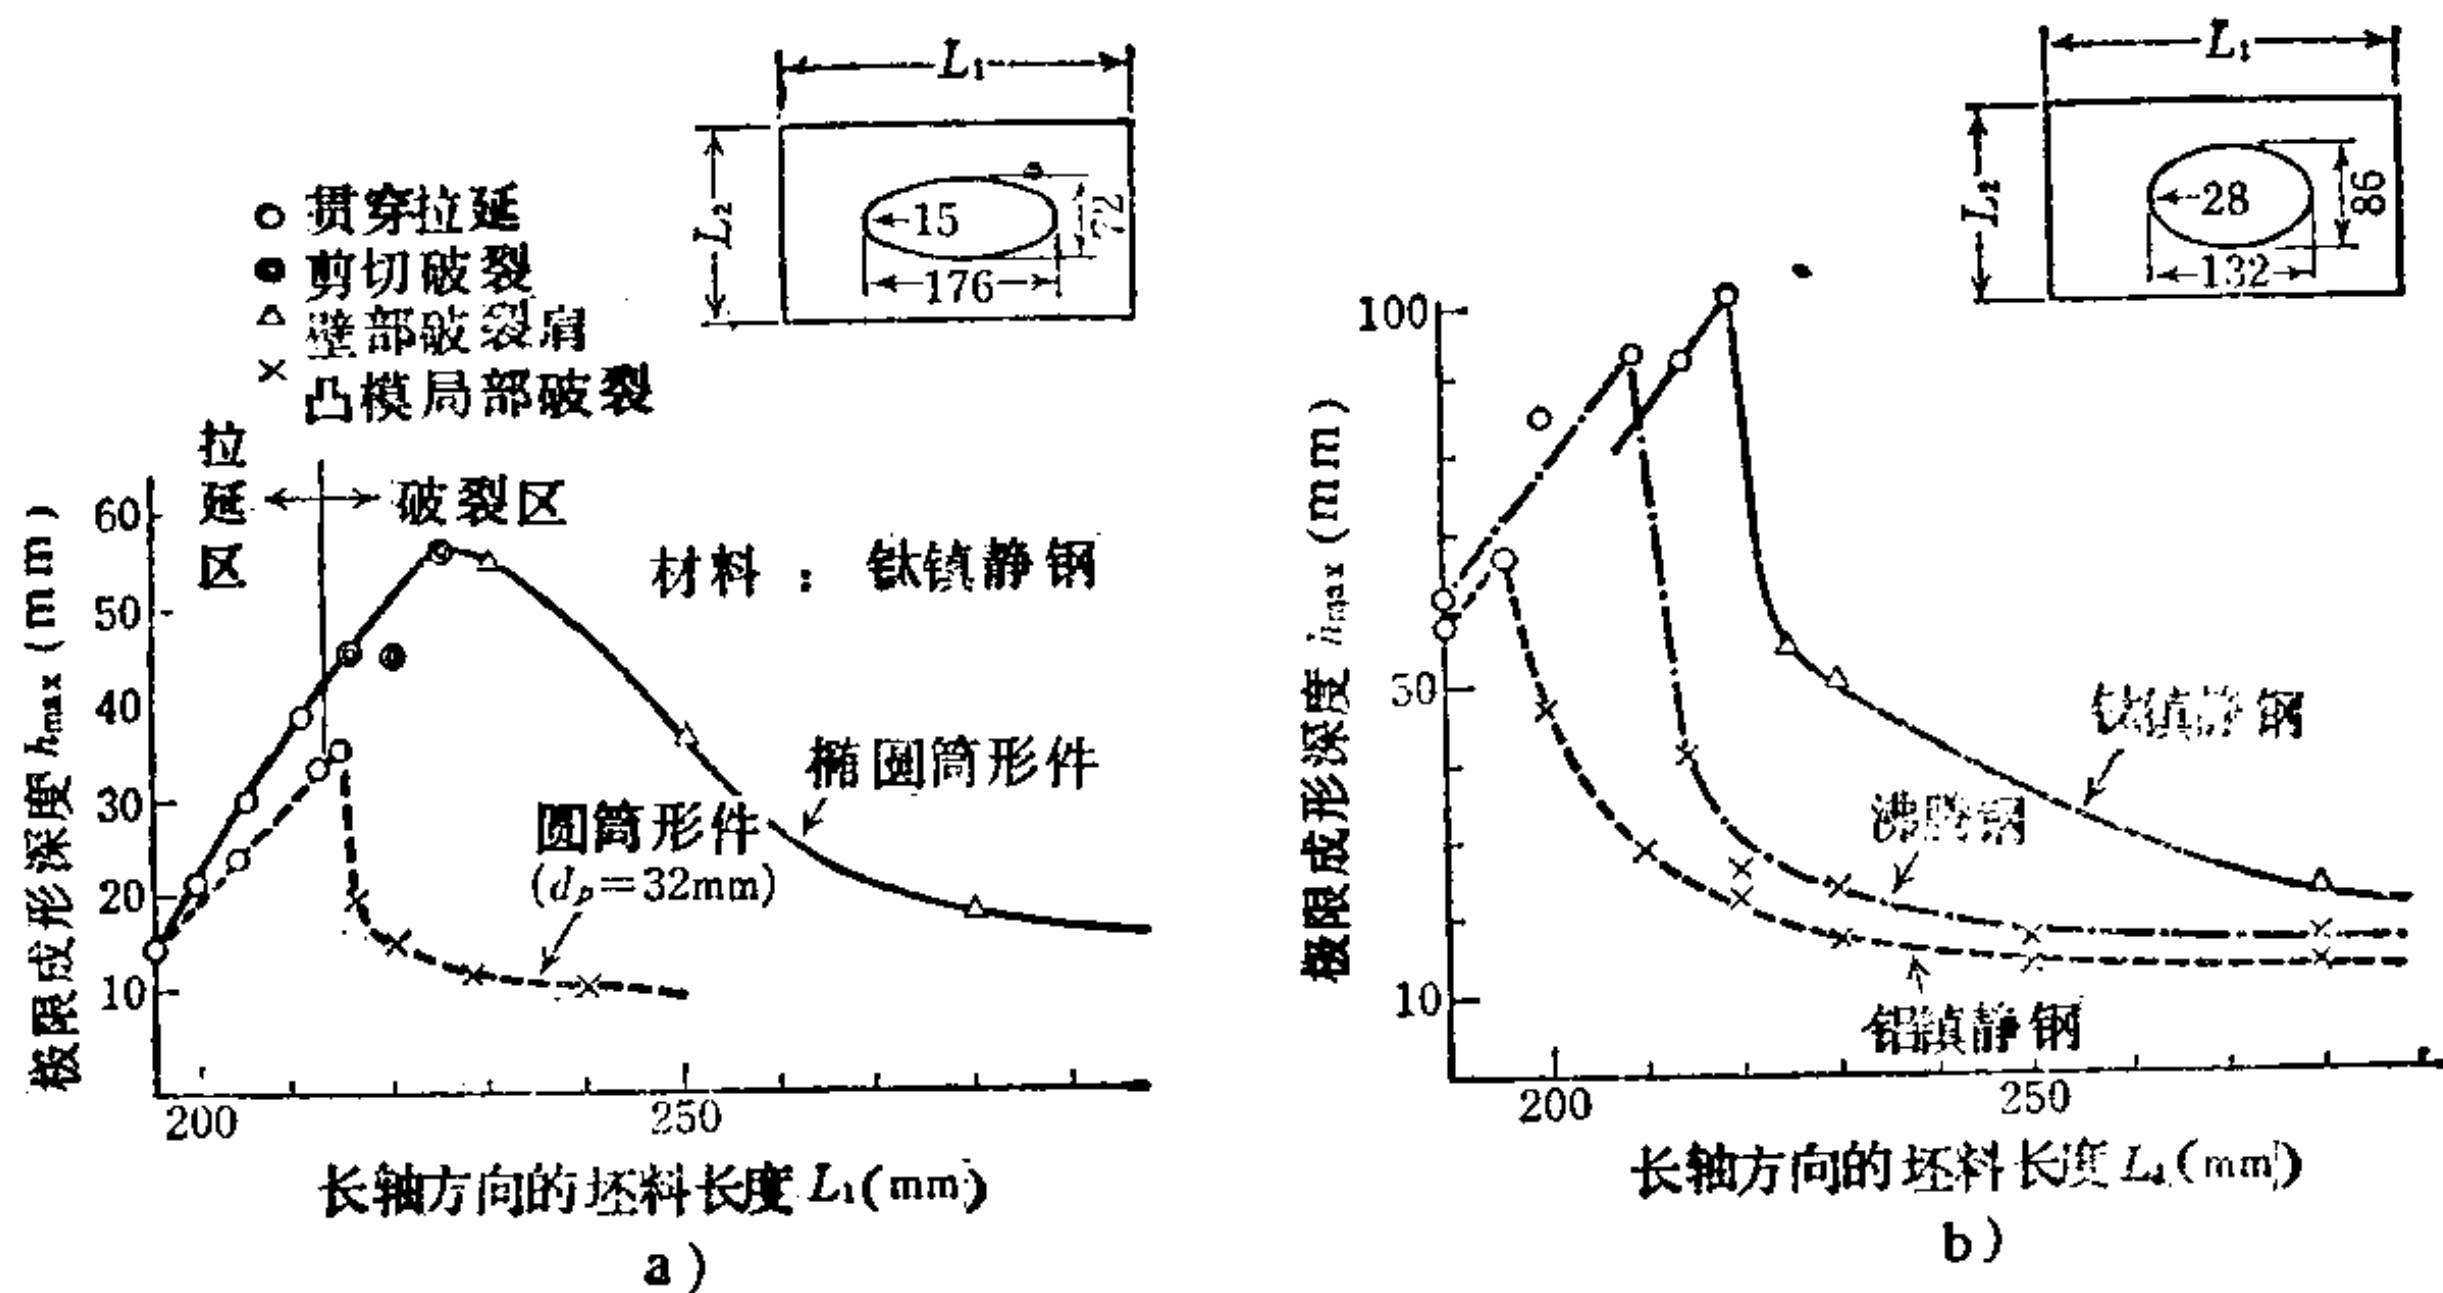 L₁
L₂
15
72
176
○ 贯穿拉延
剪切破裂
△ 壁部破裂肩
× 凸模局部破裂
拉延区
破裂区
材料：钛镇静钢
极限成形深度 hmax (mm)
60
50
40
30
20
10
椭圆筒形件
圆筒形件
(dp=32mm)
200
250
长轴方向的坯料长度 L₁(mm)
a)
L₁
L₂
28
86
132
极限成形深度 hmax (mm)
100
50
10
钛镇静钢
沸腾钢
铝镇静钢
200
250
长轴方向的坯料长度 L₁(mm)
b)